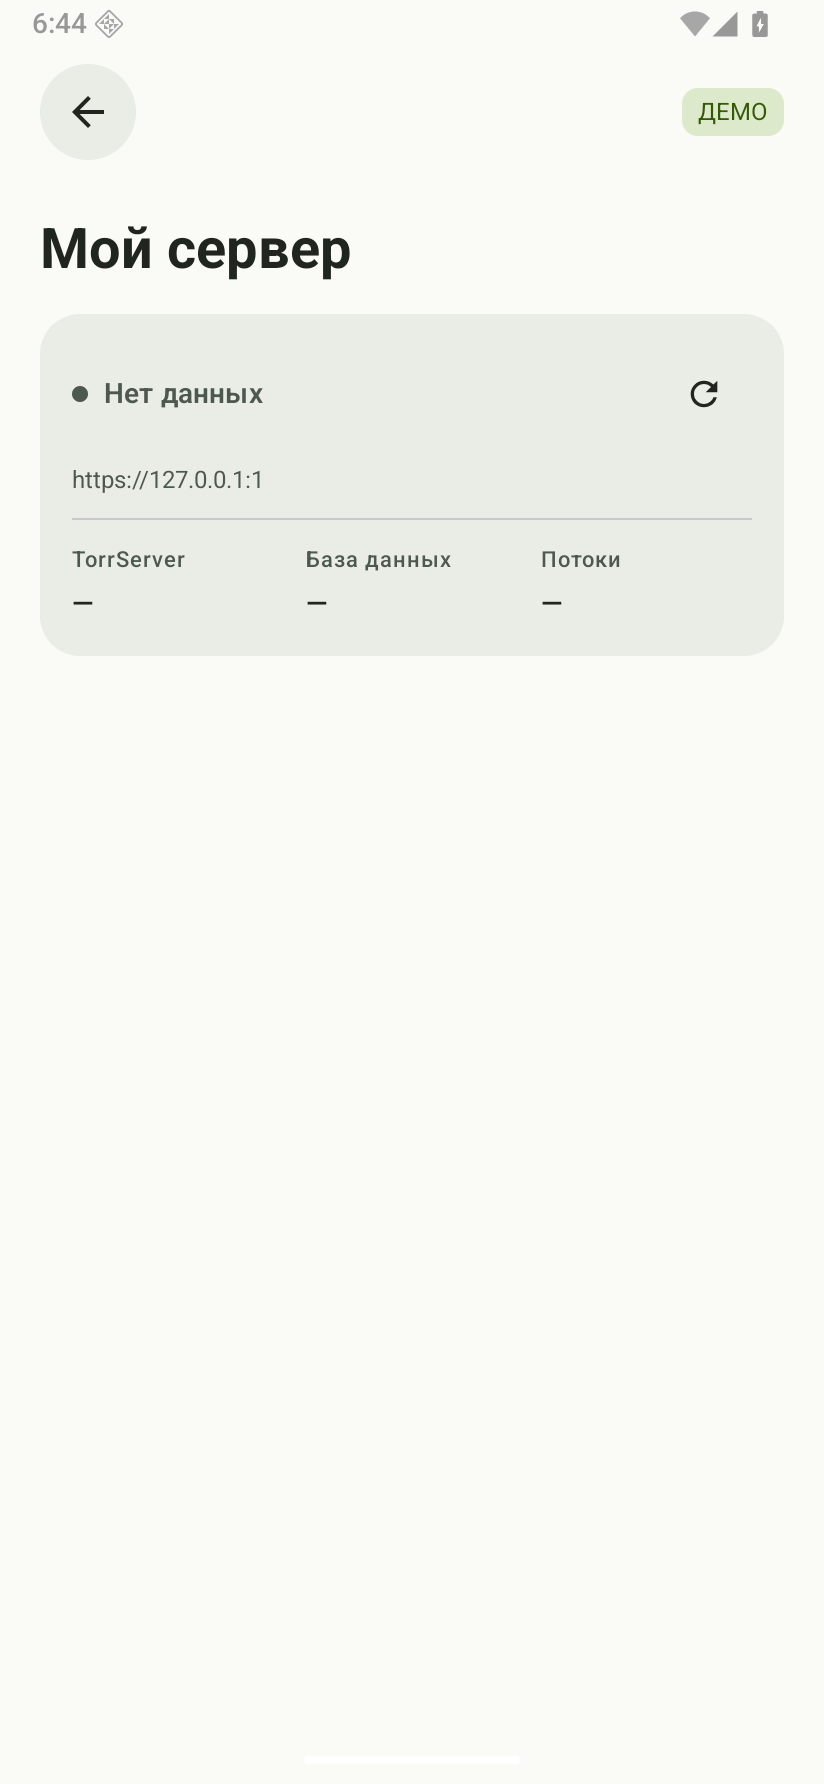 6:44
ДЕМО
Мой сервер
Нет данных
https://127.0.0.1:1
TorrServer База данных Потоки
– – –